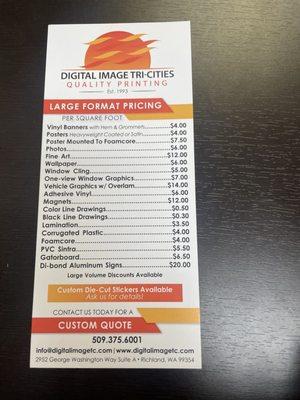 DIGITAL IMAGE TRI-CITIES
QUALITY PRINTING
Est. 1993
LARGE FORMAT PRICING
PER SQUARE FOOT
Vinyl Banners with Hem & Grommets $4.00
Posters Heavyweight Coated or Satin $4.00
Poster Mounted To Foamcore $7.50
Photos $6.00
Fine Art $12.00
Wallpaper $6.00
Window Cling $5.00
One-view Window Graphics $7.00
Vehicle Graphics w/ Overlam $14.00
Adhesive Vinyl $6.00
Magnets $12.00
Color Line Drawings $0.50
Black Line Drawings $0.30
Lamination $3.50
Corrugated Plastic $4.00
Foamcore $4.00
PVC Sintra $5.50
Gatorboard $6.50
Di-bond Aluminum Signs $20.00
Large Volume Discounts Available
Custom Die-Cut Stickers Available
Ask us for details!
CONTACT US TODAY FOR A
CUSTOM QUOTE
509.375.6001
info@digitalimagetc.com | www.digitalimagetc.com
2952 George Washington Way Suite A • Richland, WA 99354